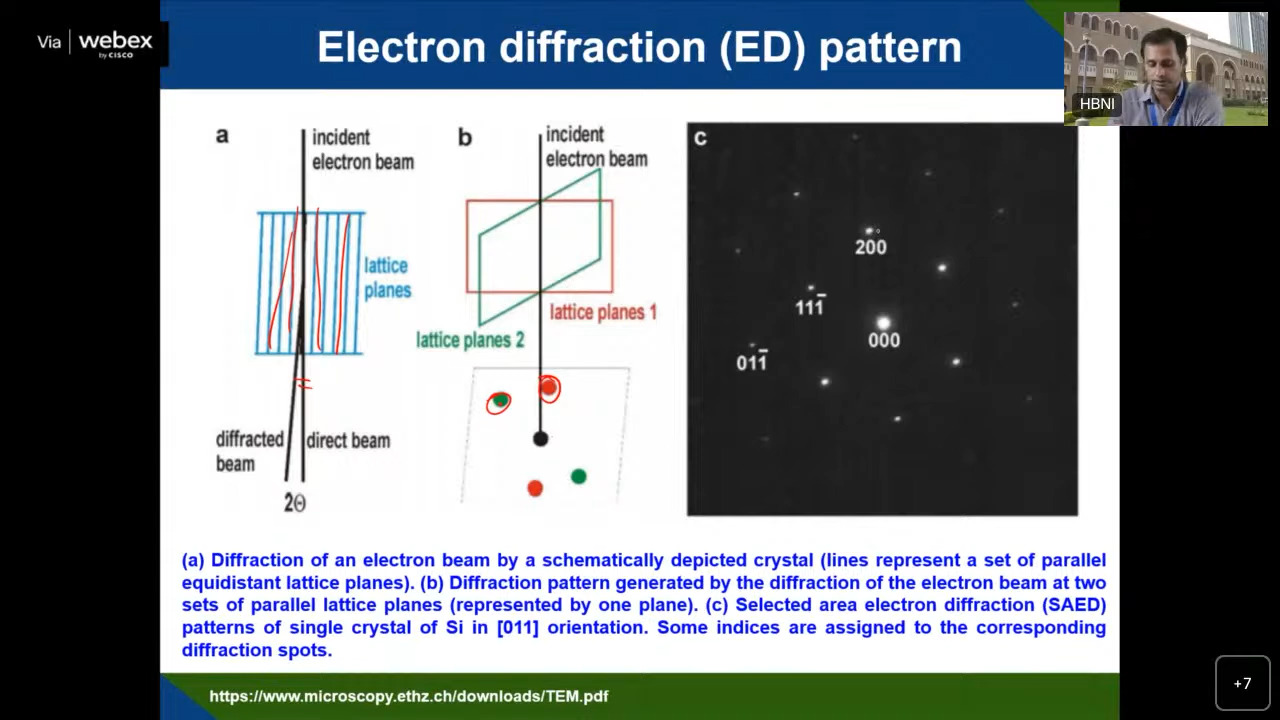 Via webex
by CISCO
Electron diffraction (ED) pattern
HBNI
a
incident
electron beam
lattice
planes
diffracted
beam
direct beam
2Θ
b
incident
electron beam
lattice planes 1
lattice planes 2
c
200
111̅
000
011̅
(a) Diffraction of an electron beam by a schematically depicted crystal (lines represent a set of parallel
equidistant lattice planes). (b) Diffraction pattern generated by the diffraction of the electron beam at two
sets of parallel lattice planes (represented by one plane). (c) Selected area electron diffraction (SAED)
patterns of single crystal of Si in [011] orientation. Some indices are assigned to the corresponding
diffraction spots.
https://www.microscopy.ethz.ch/downloads/TEM.pdf
+7